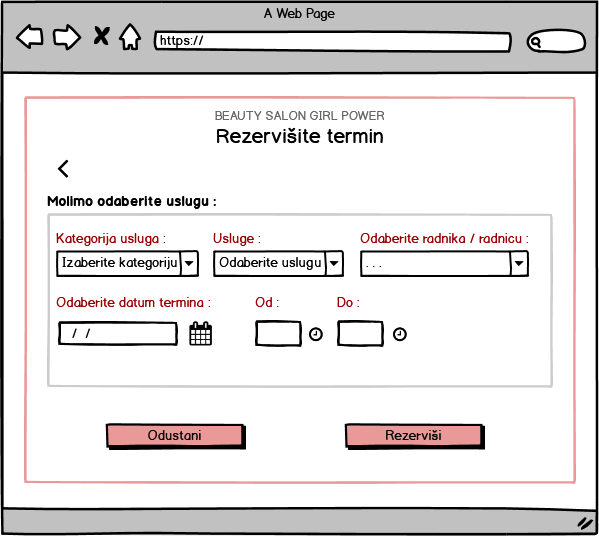 A Web Page
https://
BEAUTY SALON GIRL POWER
Rezervišite termin
Molimo odaberite uslugu :
Kategorija usluga : Usluge : Odaberite radnika / radnicu :
Izaberite kategoriju Odaberite uslugu . . .
Odaberite datum termina : Od : Do :
/ /
Odustani Rezerviši